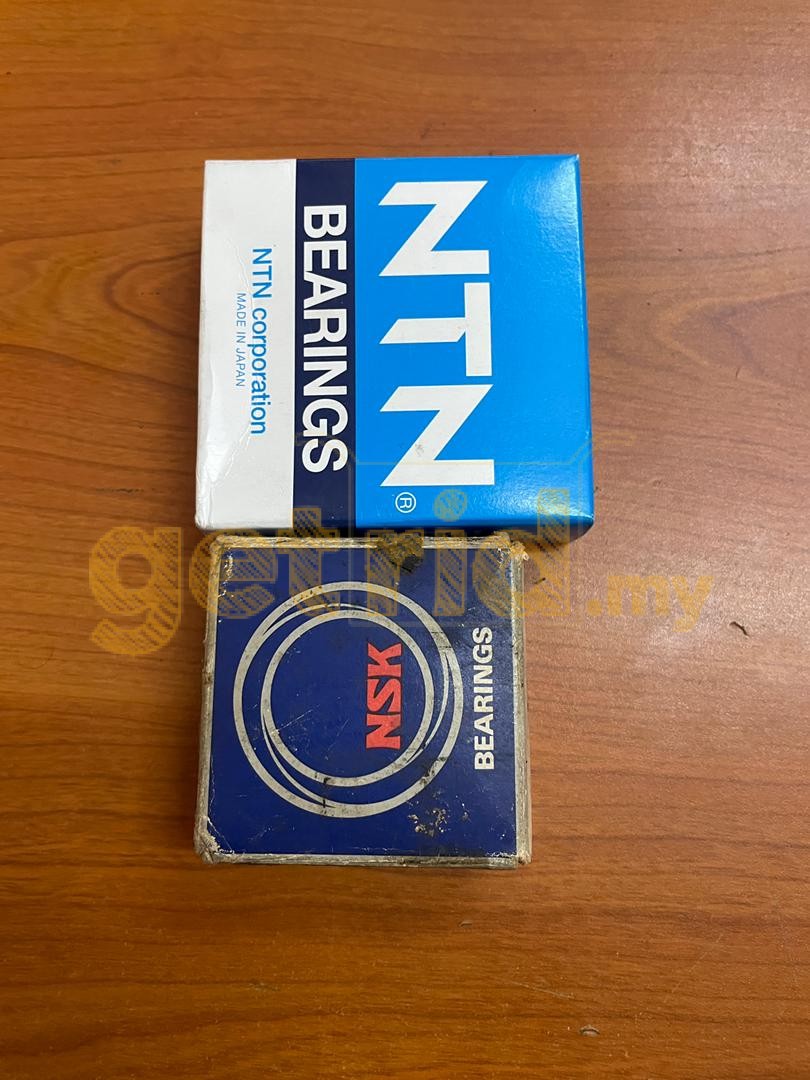 NTN®
BEARINGS
NTN corporation
MADE IN JAPAN
getrid.my
NSK
BEARINGS